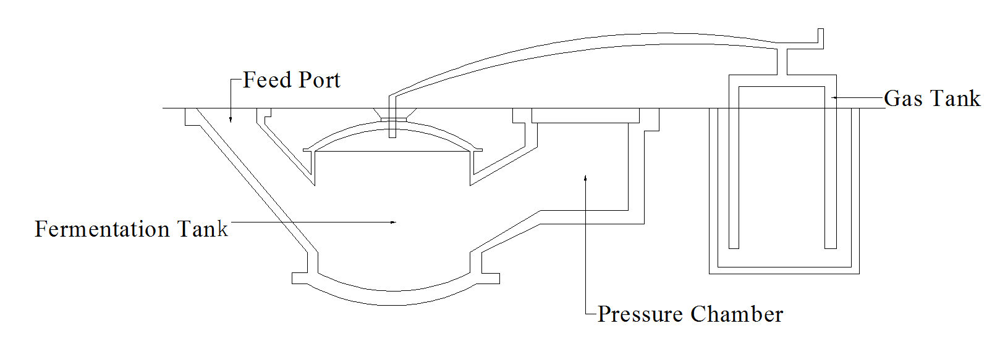 Feed Port
Gas Tank
Fermentation Tank
Pressure Chamber